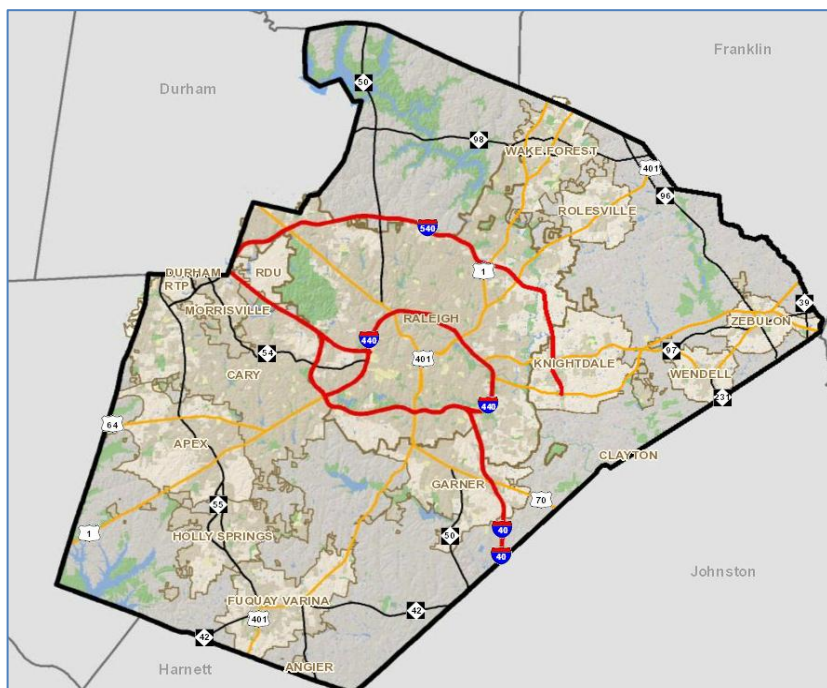 Franklin
Durham
50
98
WAKE FOREST
401
96
ROLESVILLE
540
1
DURHAM
RTP
RDU
MORRISVILLE
39
RALEIGH
ZEBULON
440
54
401
97
KNIGHTDALE
WENDELL
CARY
231
440
64
APEX
CLAYTON
GARNER
70
55
1
40
HOLLY SPRINGS
50
40
Johnston
FUQUAY VARINA
401
42
42
Harnett
ANGIER